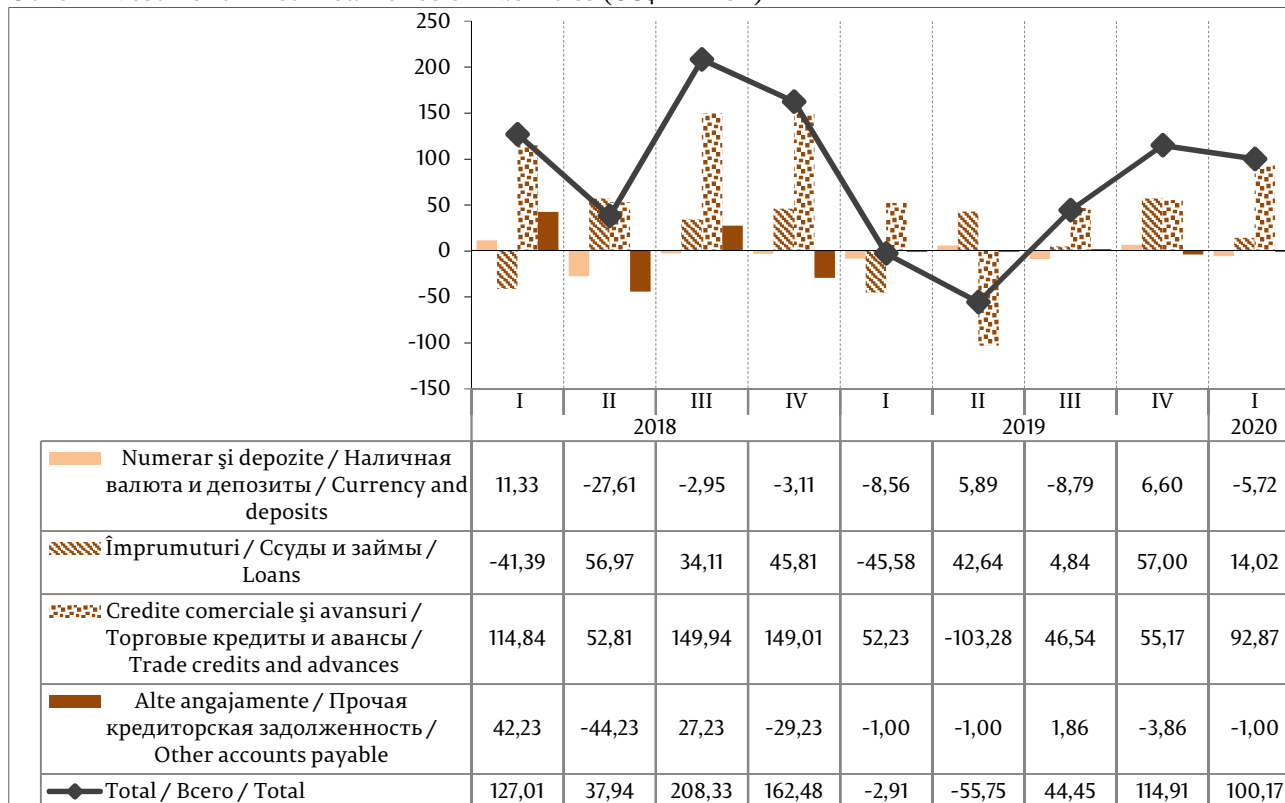 250
200
150
100
50
0
-50
-100
-150
I II III IV I II III IV I
2018 2019 2020
Numerar şi depozite / Наличная
валюта и депозиты / Currency and
deposits
11,33 -27,61 -2,95 -3,11 -8,56 5,89 -8,79 6,60 -5,72
Împrumuturi / Ссуды и займы /
Loans
-41,39 56,97 34,11 45,81 -45,58 42,64 4,84 57,00 14,02
Credite comerciale şi avansuri /
Торговые кредиты и авансы /
Trade credits and advances
114,84 52,81 149,94 149,01 52,23 -103,28 46,54 55,17 92,87
Alte angajamente / Прочая
кредиторская задолженность /
Other accounts payable
42,23 -44,23 27,23 -29,23 -1,00 -1,00 1,86 -3,86 -1,00
Total / Всего / Total 127,01 37,94 208,33 162,48 -2,91 -55,75 44,45 114,91 100,17